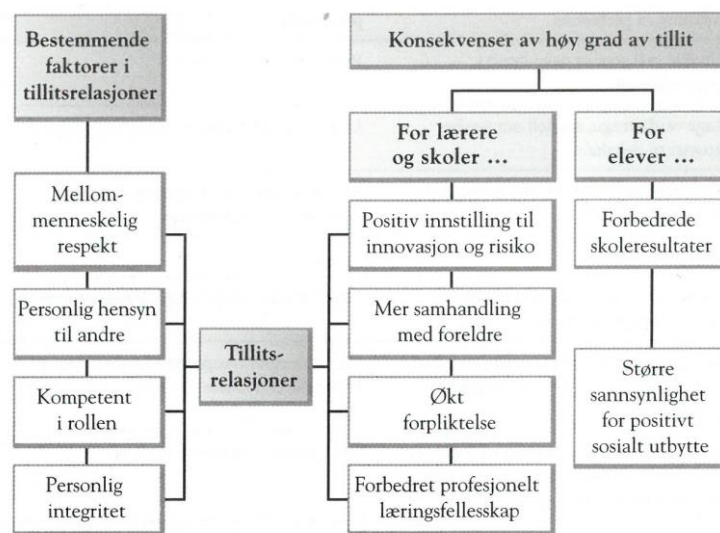 Bestemmende
faktorer i
tillitsrelasjoner
Mellom-
menneskelig
respekt
Personlig hensyn
til andre
Kompetent
i rollen
Personlig
integritet
Tillits-
relasjoner
Konsekvenser av høy grad av tillit
For lærere
og skoler ...
Positiv innstilling til
innovasjon og risiko
Mer samhandling
med foreldre
Økt
forpliktelse
Forbedret profesjonelt
læringsfellesskap
For
elever ...
Forbedrede
skoleresultater
Større
sannsynlighet
for positivt
sosialt utbytte